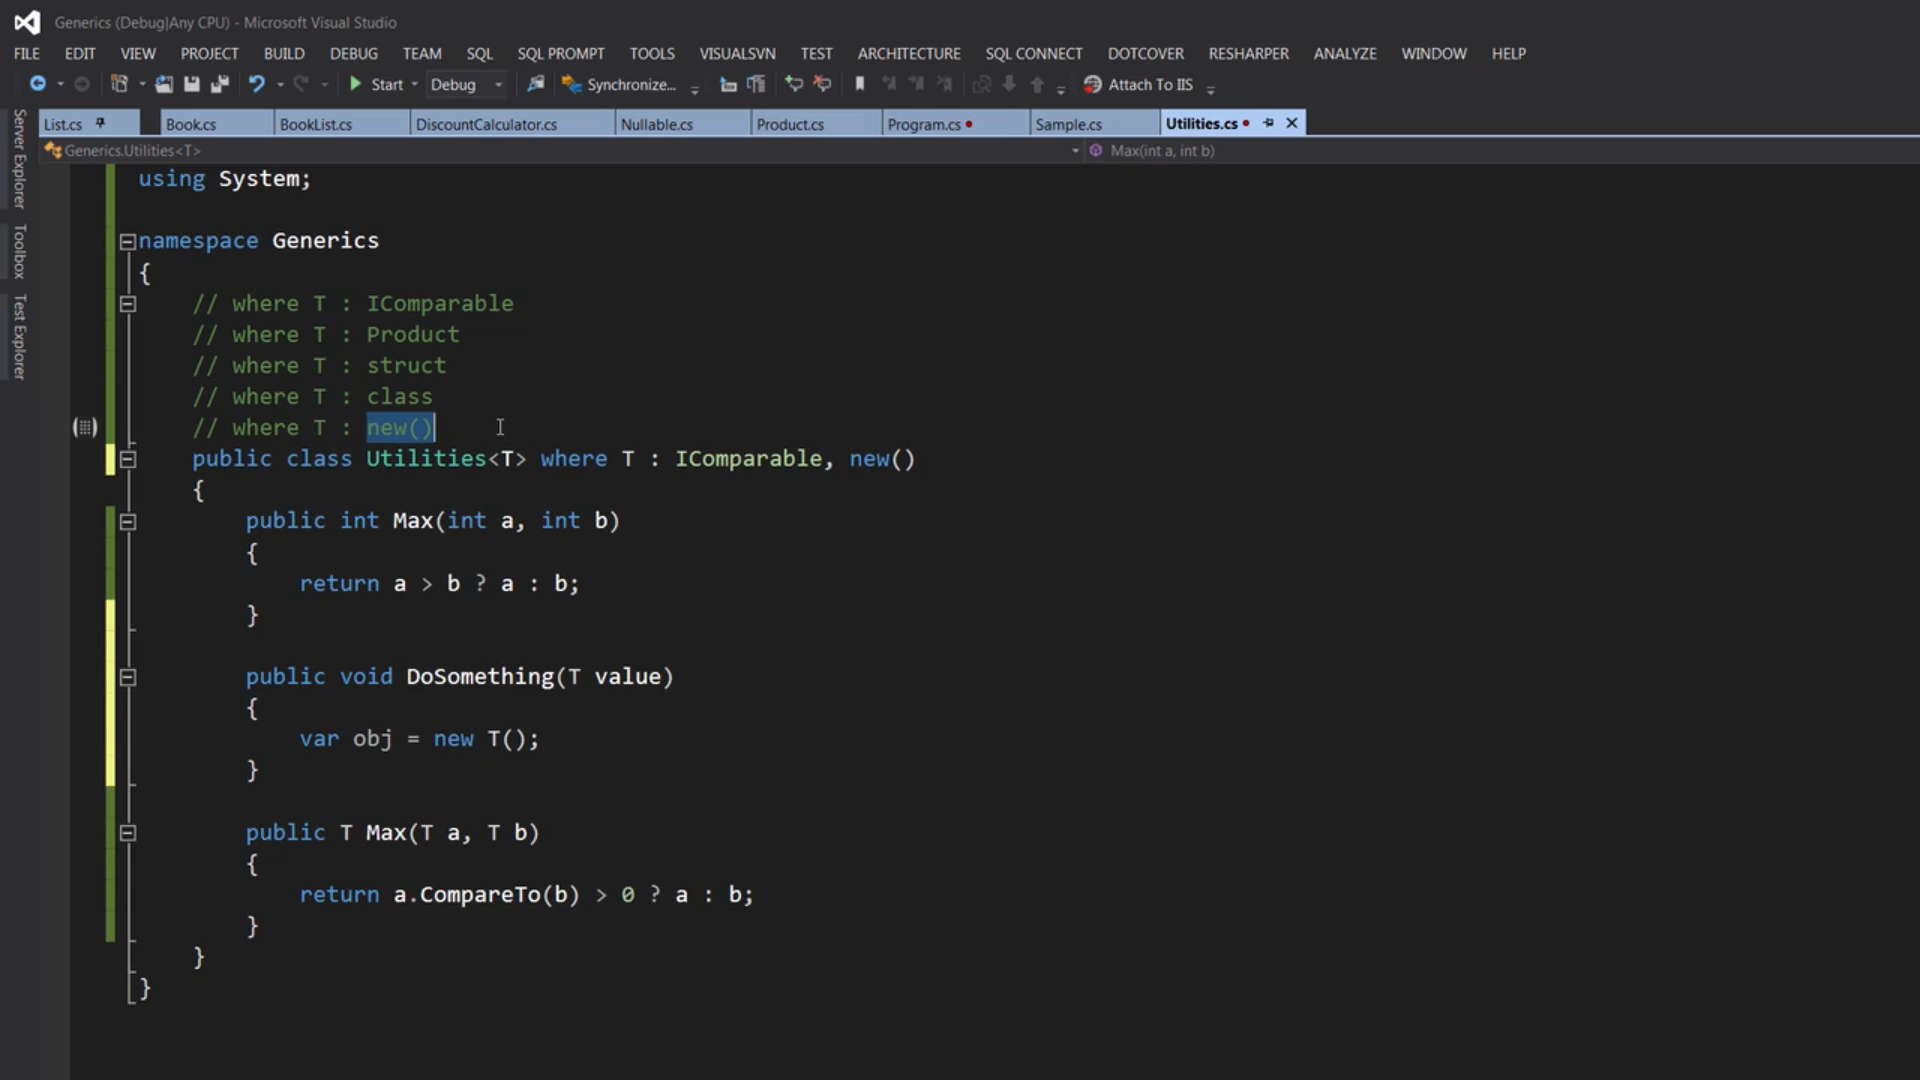 Generics (Debug|Any CPU) - Microsoft Visual Studio
FILE EDIT VIEW PROJECT BUILD DEBUG TEAM SQL SQL PROMPT TOOLS VISUALSVN TEST ARCHITECTURE SQL CONNECT DOTCOVER RESHARPER ANALYZE WINDOW HELP
Start Debug Synchronize... Attach To IIS
List.cs Book.cs BookList.cs DiscountCalculator.cs Nullable.cs Product.cs Program.cs Sample.cs Utilities.cs
Generics.Utilities<T> Max(int a, int b)
Server Explorer
Toolbox
Test Explorer
using System;
namespace Generics
{
// where T : IComparable
// where T : Product
// where T : struct
// where T : class
// where T : new()
public class Utilities<T> where T : IComparable, new()
{
public int Max(int a, int b)
{
return a > b ? a : b;
}
public void DoSomething(T value)
{
var obj = new T();
}
public T Max(T a, T b)
{
return a.CompareTo(b) > 0 ? a : b;
}
}
}